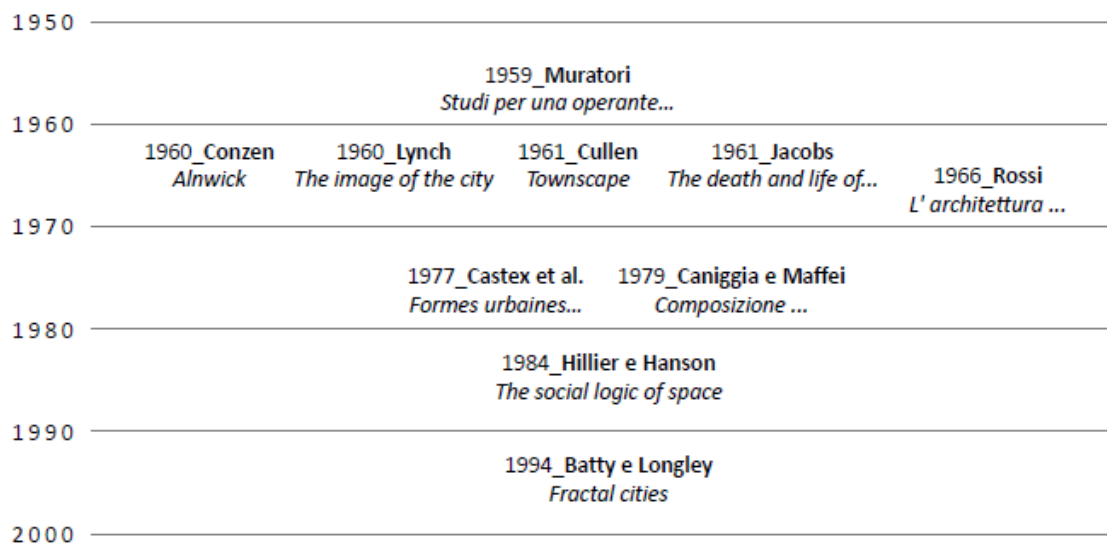 1950
1959_Muratori
Studi per una operante...
1960
1960_Conzen 1960_Lynch 1961_Cullen 1961_Jacobs
Alnwick The image of the city Townscape The death and life of...
1966_Rossi
L' architettura ...
1970
1977_Castex et al. 1979_Caniggia e Maffei
Formes urbaines... Composizione ...
1980
1984_Hillier e Hanson
The social logic of space
1990
1994_Batty e Longley
Fractal cities
2000